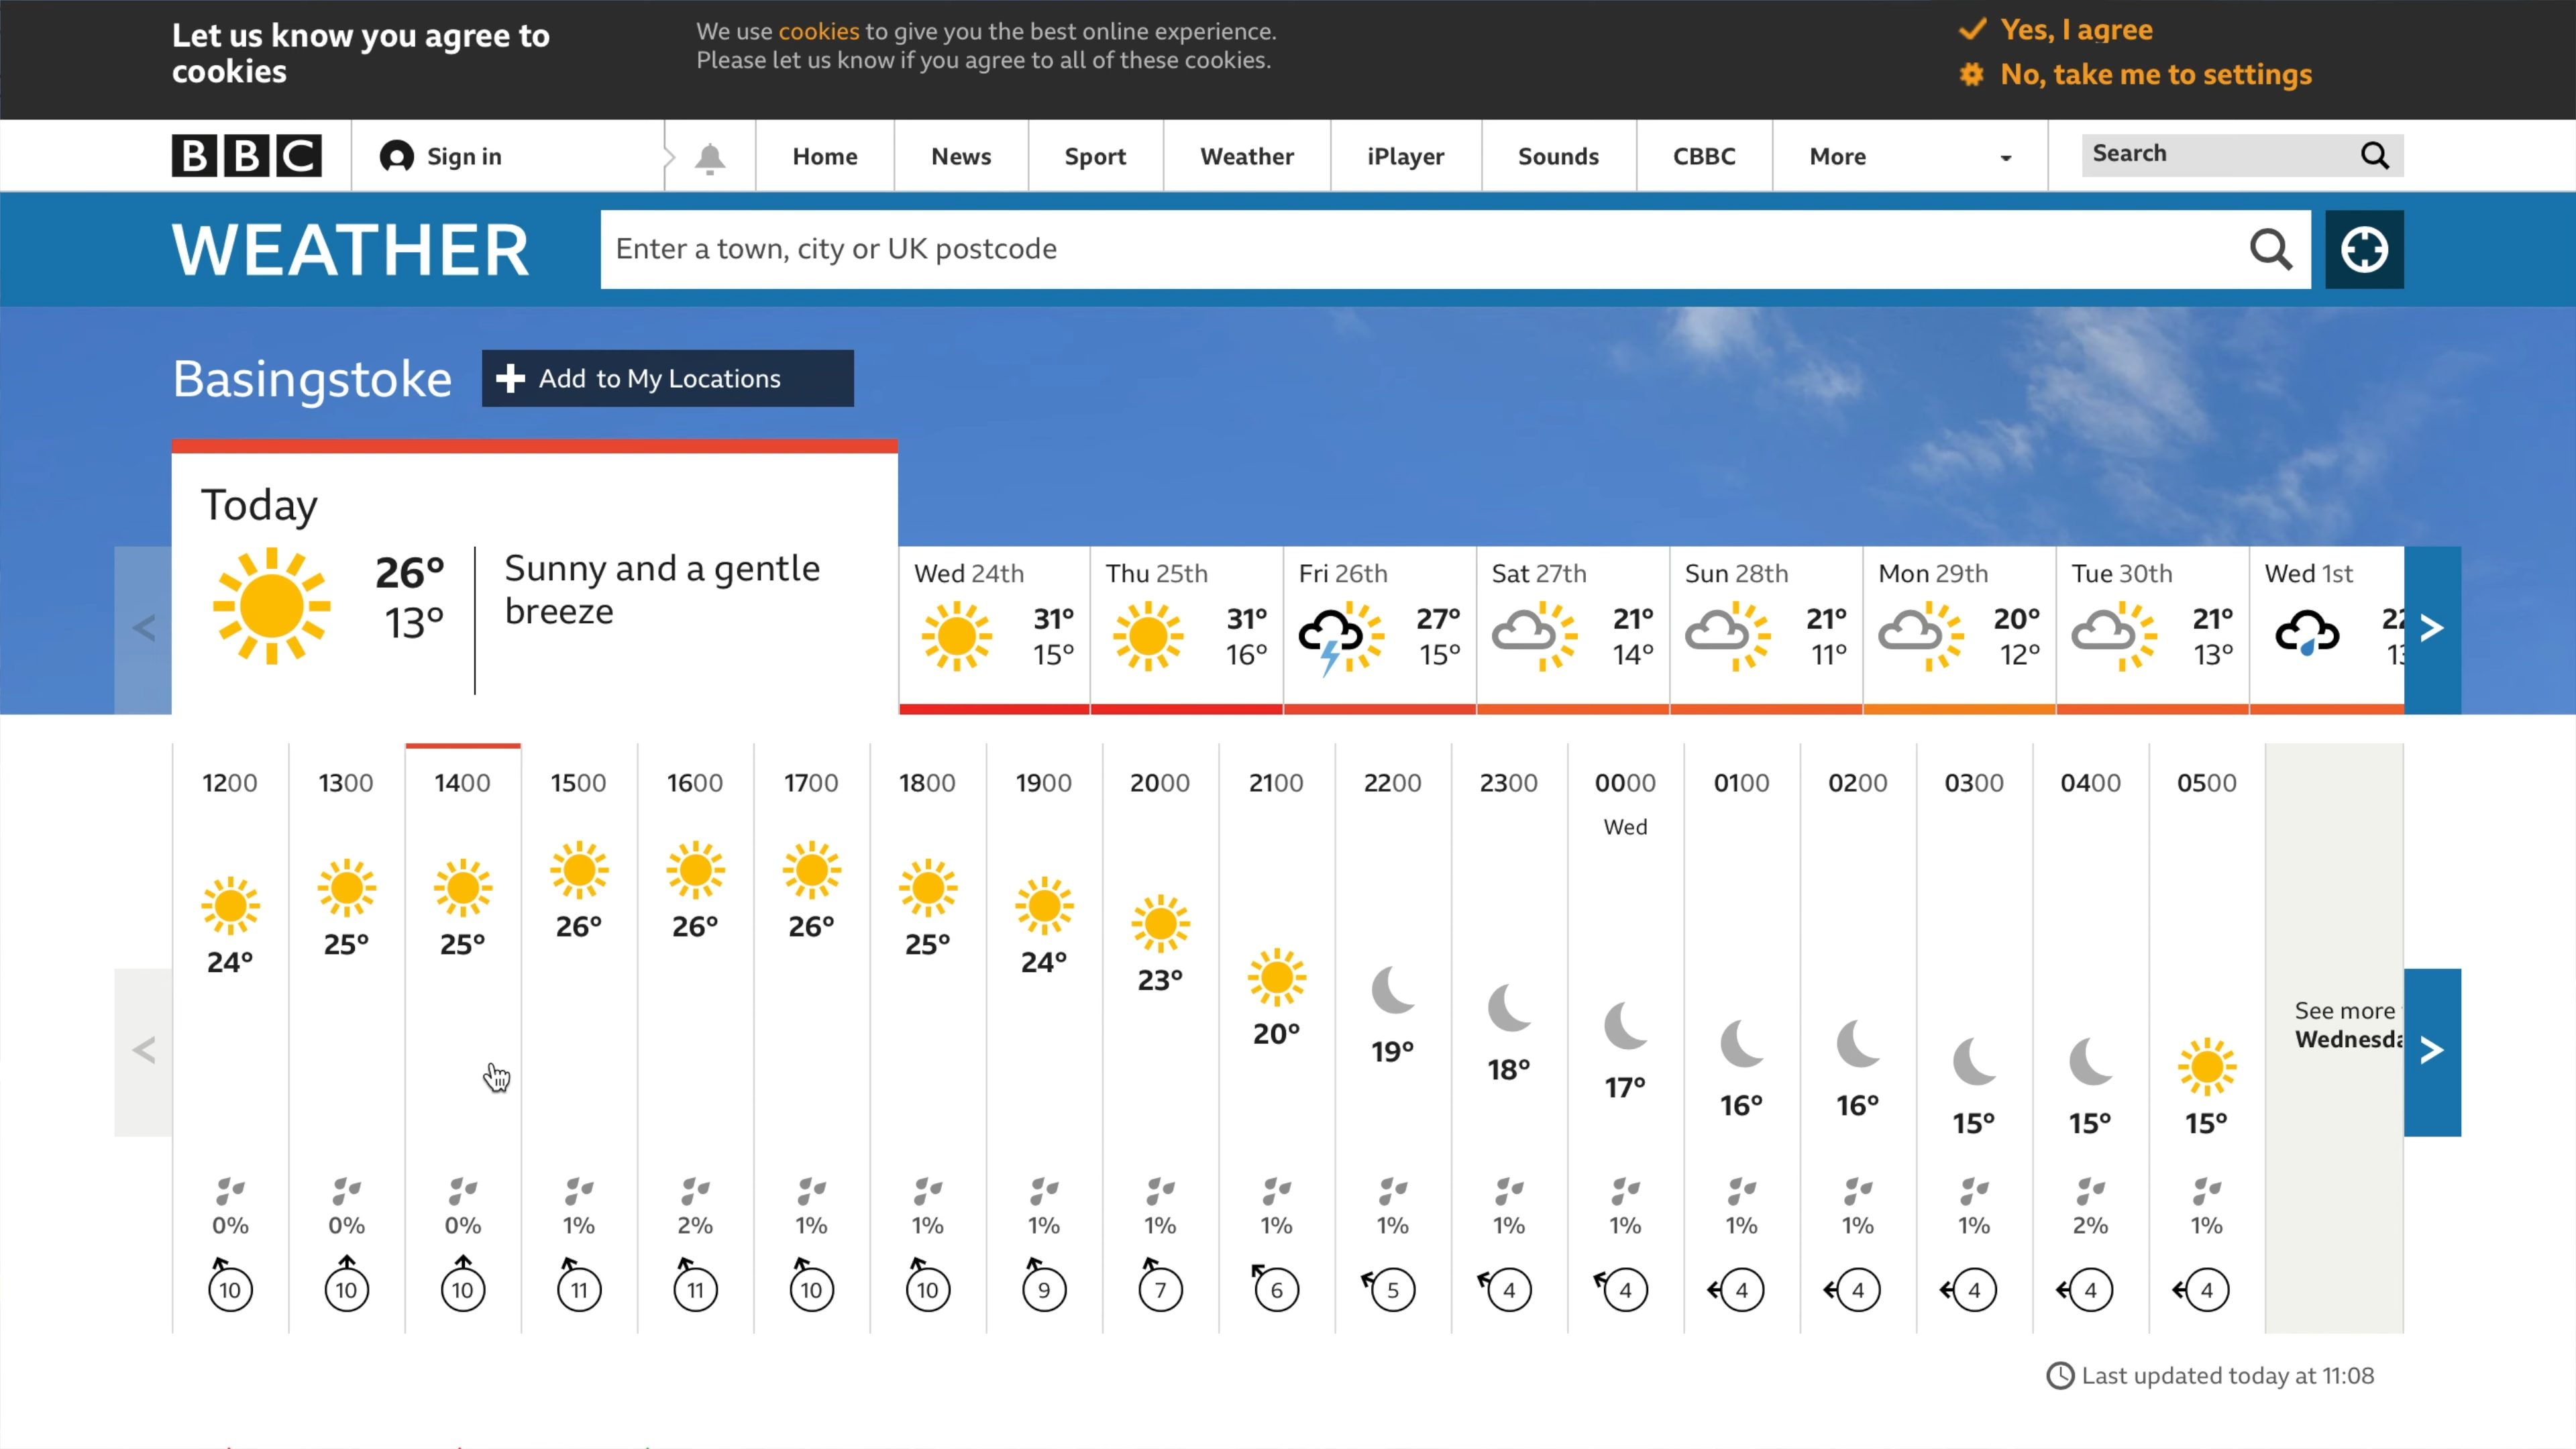 Let us know you agree to
cookies
We use cookies to give you the best online experience.
Please let us know if you agree to all of these cookies.
Yes, I agree
No, take me to settings
BBC
Sign in
Home
News
Sport
Weather
iPlayer
Sounds
CBBC
More
Search
WEATHER
Enter a town, city or UK postcode
Basingstoke
Add to My Locations
Today
26°
13°
Sunny and a gentle
breeze
Wed 24th
31°
15°
Thu 25th
31°
16°
Fri 26th
27°
15°
Sat 27th
21°
14°
Sun 28th
21°
11°
Mon 29th
20°
12°
Tue 30th
21°
13°
Wed 1st
1200 1300 1400 1500 1600 1700 1800 1900 2000 2100 2200 2300 0000 0100 0200 0300 0400 0500
Wed
24° 25° 25° 26° 26° 26° 25° 24° 23° 20° 19° 18° 17° 16° 16° 15° 15° 15°
See more
0% 0% 0% 1% 2% 1% 1% 1% 1% 1% 1% 1% 1% 1% 1% 1% 2% 1%
10 10 10 11 11 10 10 9 7 6 5 4 4 4 4 4 4 4
Last updated today at 11:08